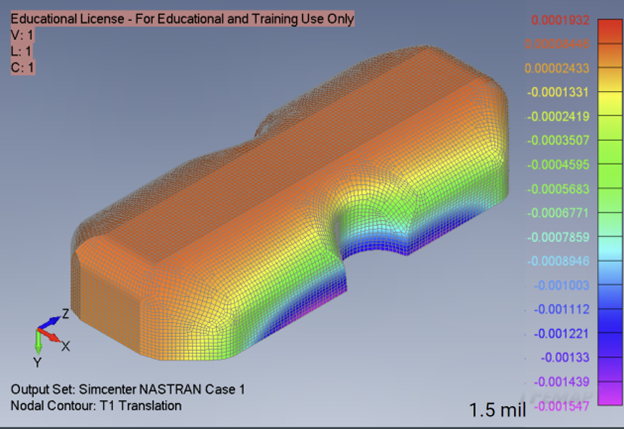 Educational License - For Educational and Training Use Only
V: 1
L: 1
C: 1
0.0001932
0.00002433
-0.0001331
-0.0002419
-0.0003507
-0.0004595
-0.0005683
-0.0006771
-0.0007859
-0.0008946
-0.001003
-0.001112
-0.001221
-0.00133
-0.001439
-0.001547
Z
X
Y
Output Set: Simcenter NASTRAN Case 1
Nodal Contour: T1 Translation
1.5 mil